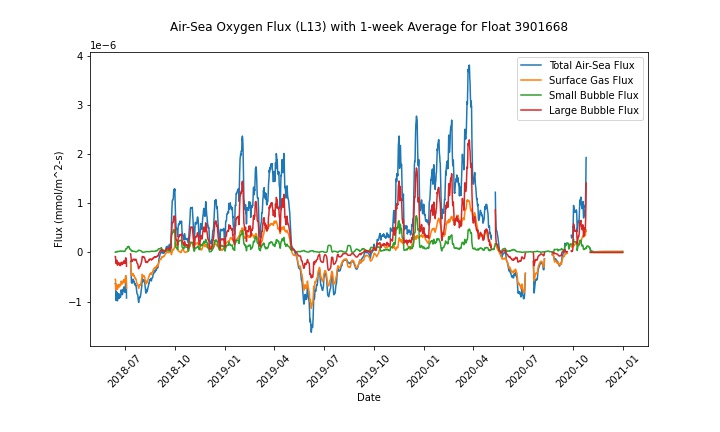 Air-Sea Oxygen Flux (L13) with 1-week Average for Float 3901668
1e−6
Total Air-Sea Flux
Surface Gas Flux
Small Bubble Flux
Large Bubble Flux
4
3
2
1
0
−1
Flux (mmol/m^2-s)
2018-07
2018-10
2019-01
2019-04
2019-07
2019-10
2020-01
2020-04
2020-07
2020-10
2021-01
Date